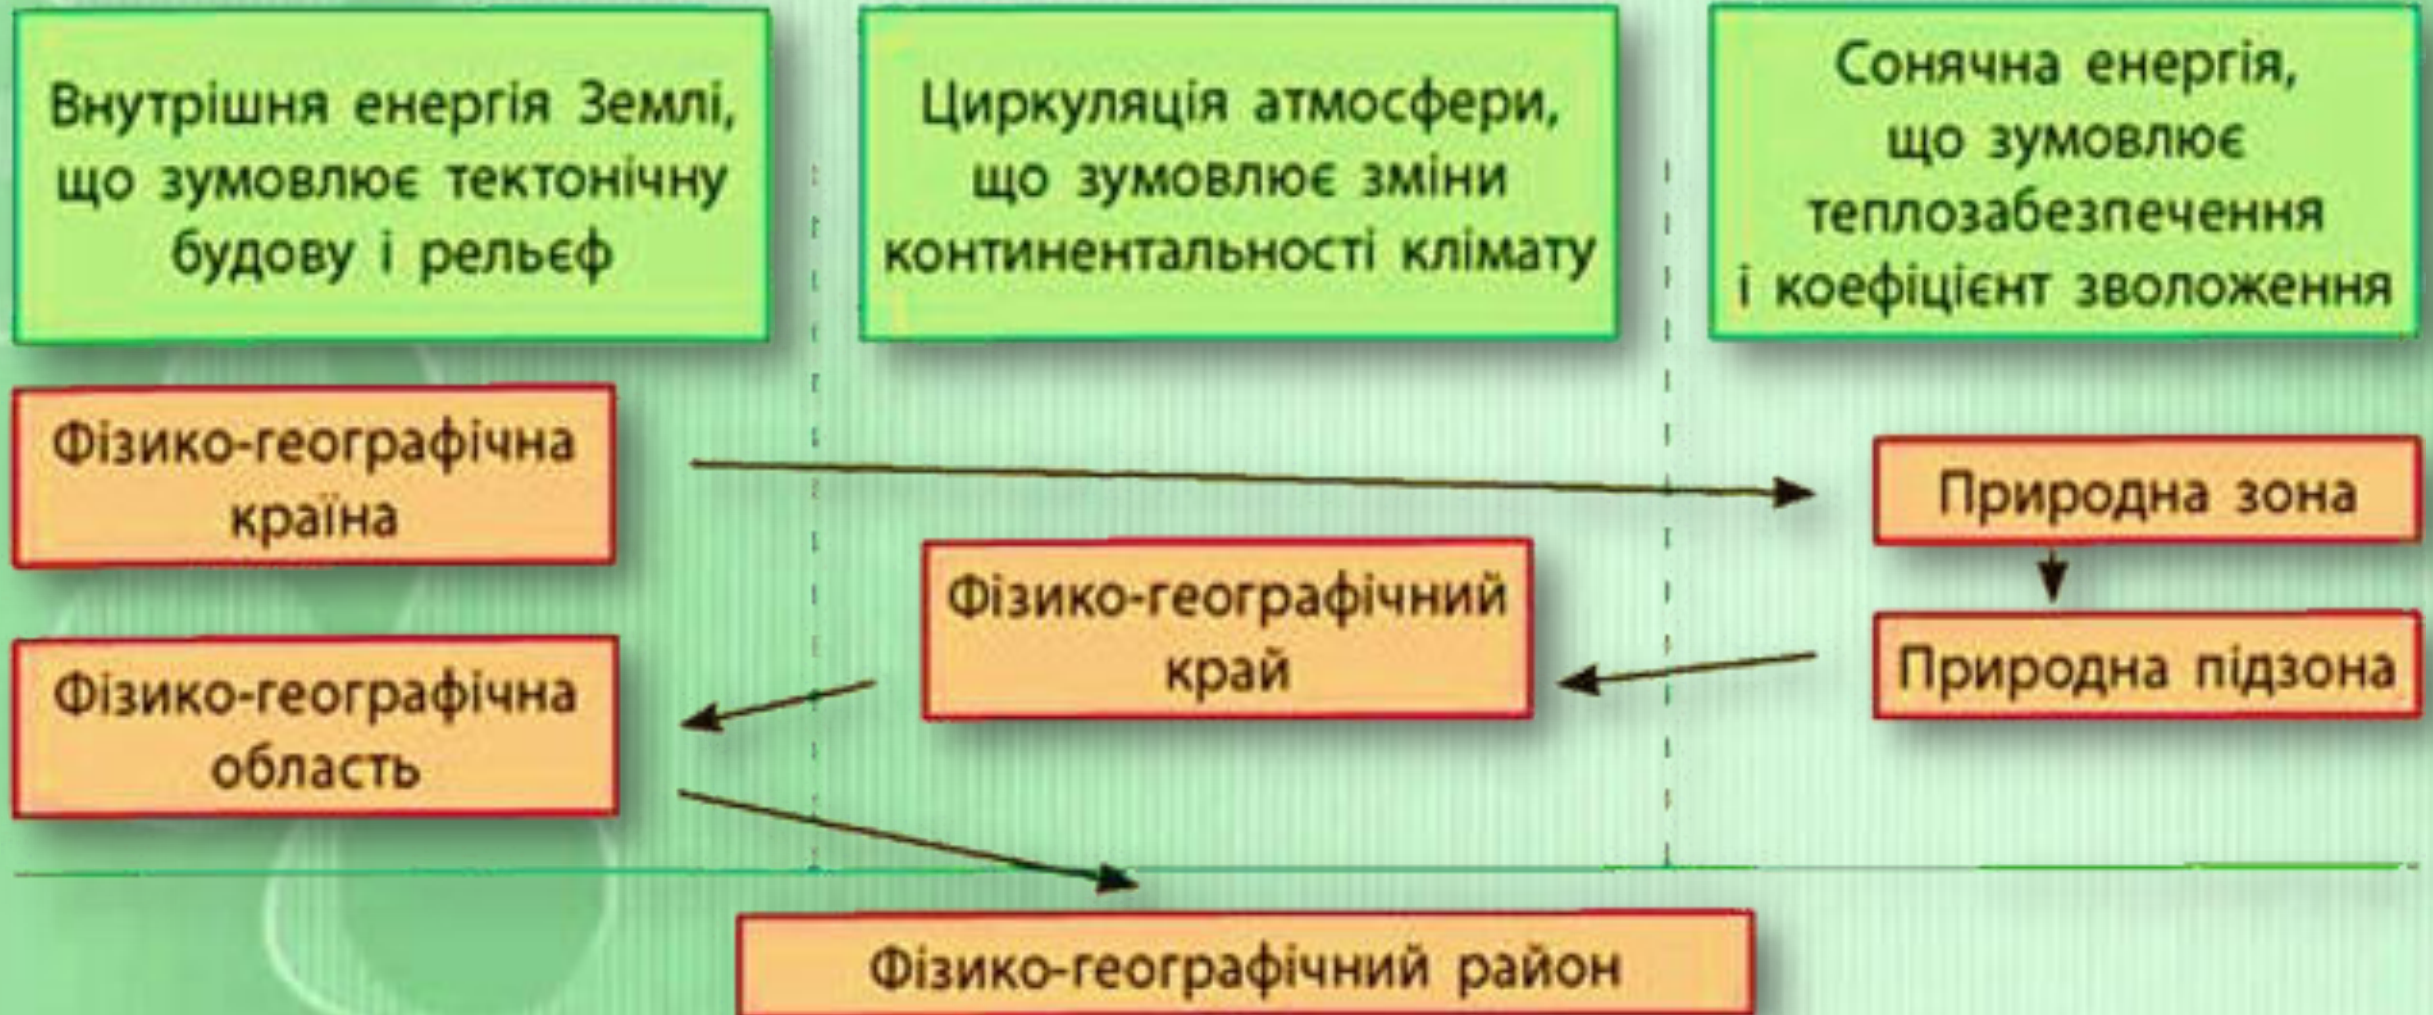 Внутрішня енергія Землі,
що зумовлює тектонічну
будову і рельєф
Циркуляція атмосфери,
що зумовлює зміни
континентальності клімату
Сонячна енергія,
що зумовлює
теплозабезпечення
і коефіцієнт зволоження
Фізико-географічна
країна
Природна зона
Фізико-географічний
край
Природна підзона
Фізико-географічна
область
Фізико-географічний район